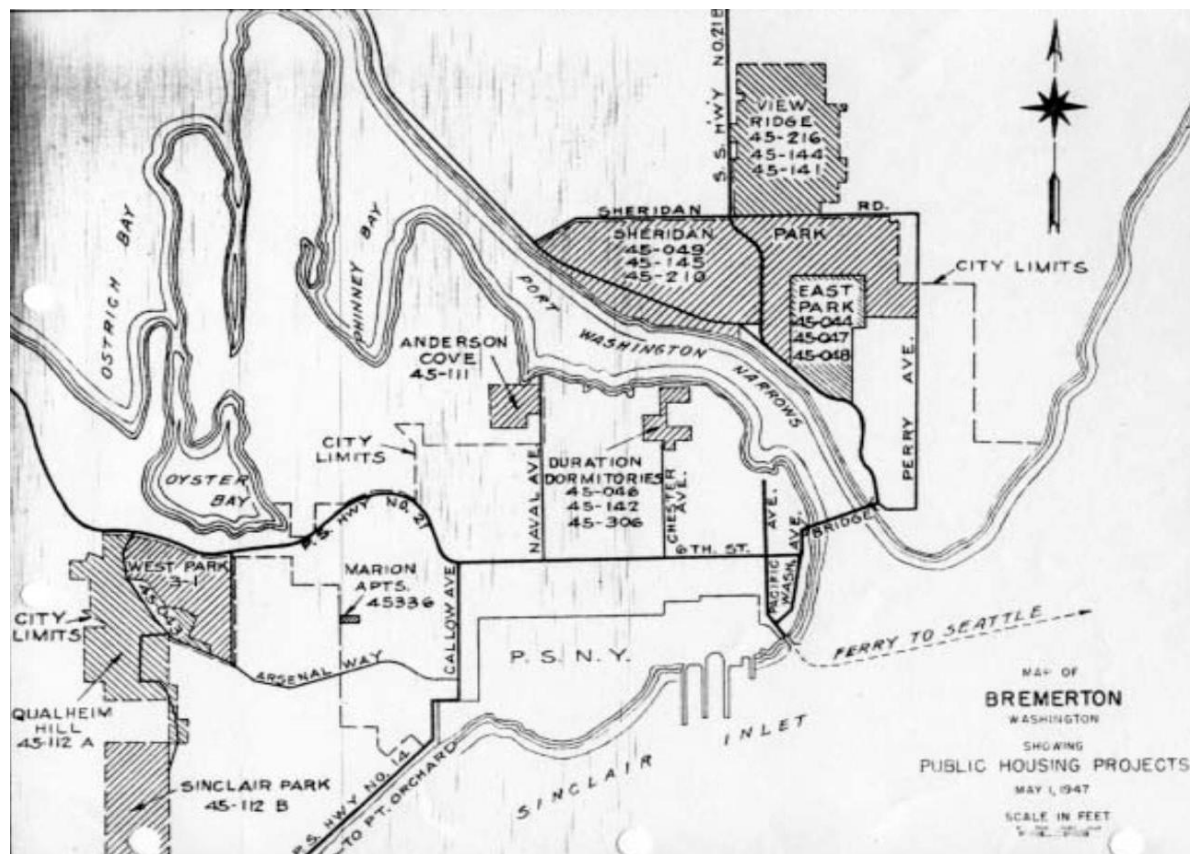 S. S. H'W'Y NO. 21B
VIEW
RIDGE
45-216
45-144
45-141
SHERIDAN RD.
SHERIDAN PARK
45-049
45-145
45-210
CITY LIMITS
EAST
PARK
45-044
45-047
45-048
OSTRICH BAY
PHINNEY BAY
PORT WASHINGTON NARROWS
ANDERSON
COVE
45-111
PERRY AVE.
CITY
LIMITS
OYSTER
BAY
DURATION
DORMITORIES
45-046
45-142
45-306
NAVAL AVE.
CHESTER
AVE.
PACIFIC AVE.
WASH. AVE.
BRIDGE
P.S. HWY NO. 21
6TH. ST.
WEST PARK
3-1
45-043
MARION
APTS.
45336
CITY
LIMITS
CALLOW AVE
ARSENAL WAY
P. S. N. Y.
FERRY TO SEATTLE
QUALHEIM
HILL
45-112 A
SINCLAIR INLET
SINCLAIR PARK
45-112 B
P.S. HWY NO. 14
TO PT. ORCHARD
MAP OF
BREMERTON
WASHINGTON
SHOWING
PUBLIC HOUSING PROJECTS
MAY 1, 1947
SCALE IN FEET